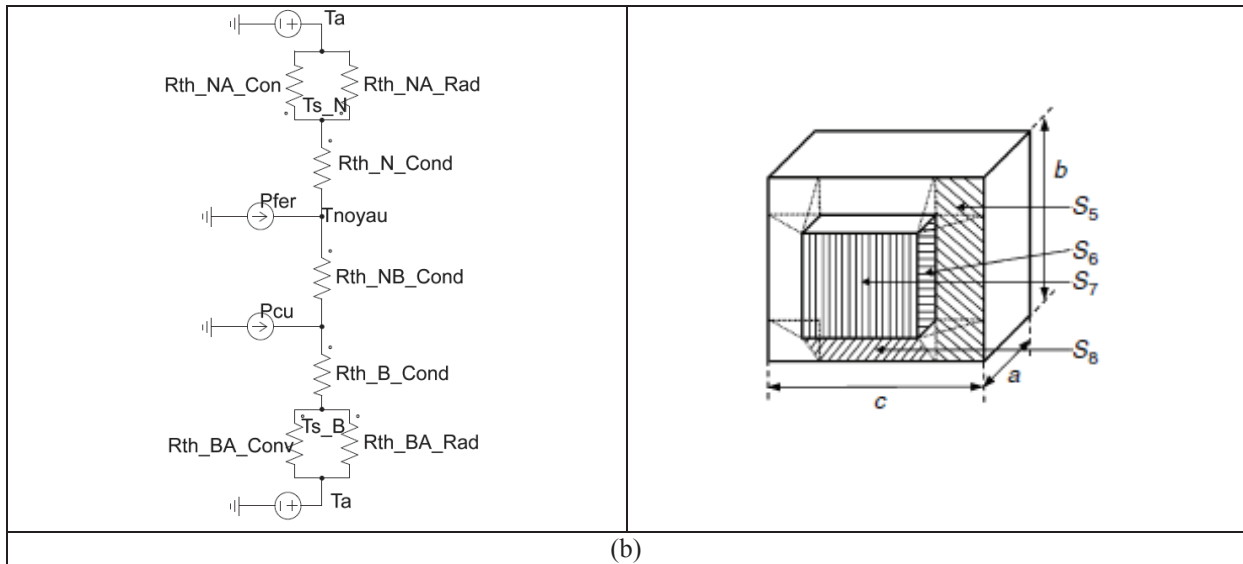 Ta
Rth_NA_Con
Rth_NA_Rad
Ts_N
Rth_N_Cond
Pfer
Tnoyau
Rth_NB_Cond
Pcu
Rth_B_Cond
Ts_B
Rth_BA_Conv
Rth_BA_Rad
Ta
b
S5
S6
S7
S8
a
c
(b)